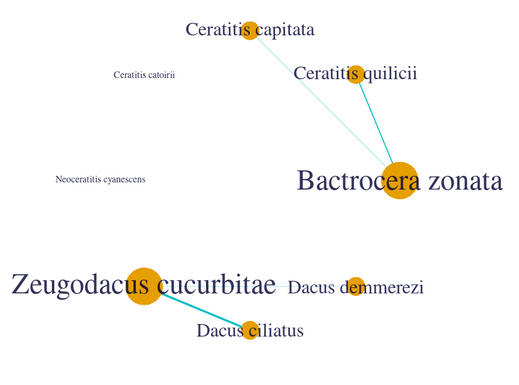 Ceratitis capitata
Ceratitis catoirii
Ceratitis quilicii
Neoceratitis cyanescens
Bactrocera zonata
Zeugodacus cucurbitae
Dacus demmerezi
Dacus ciliatus